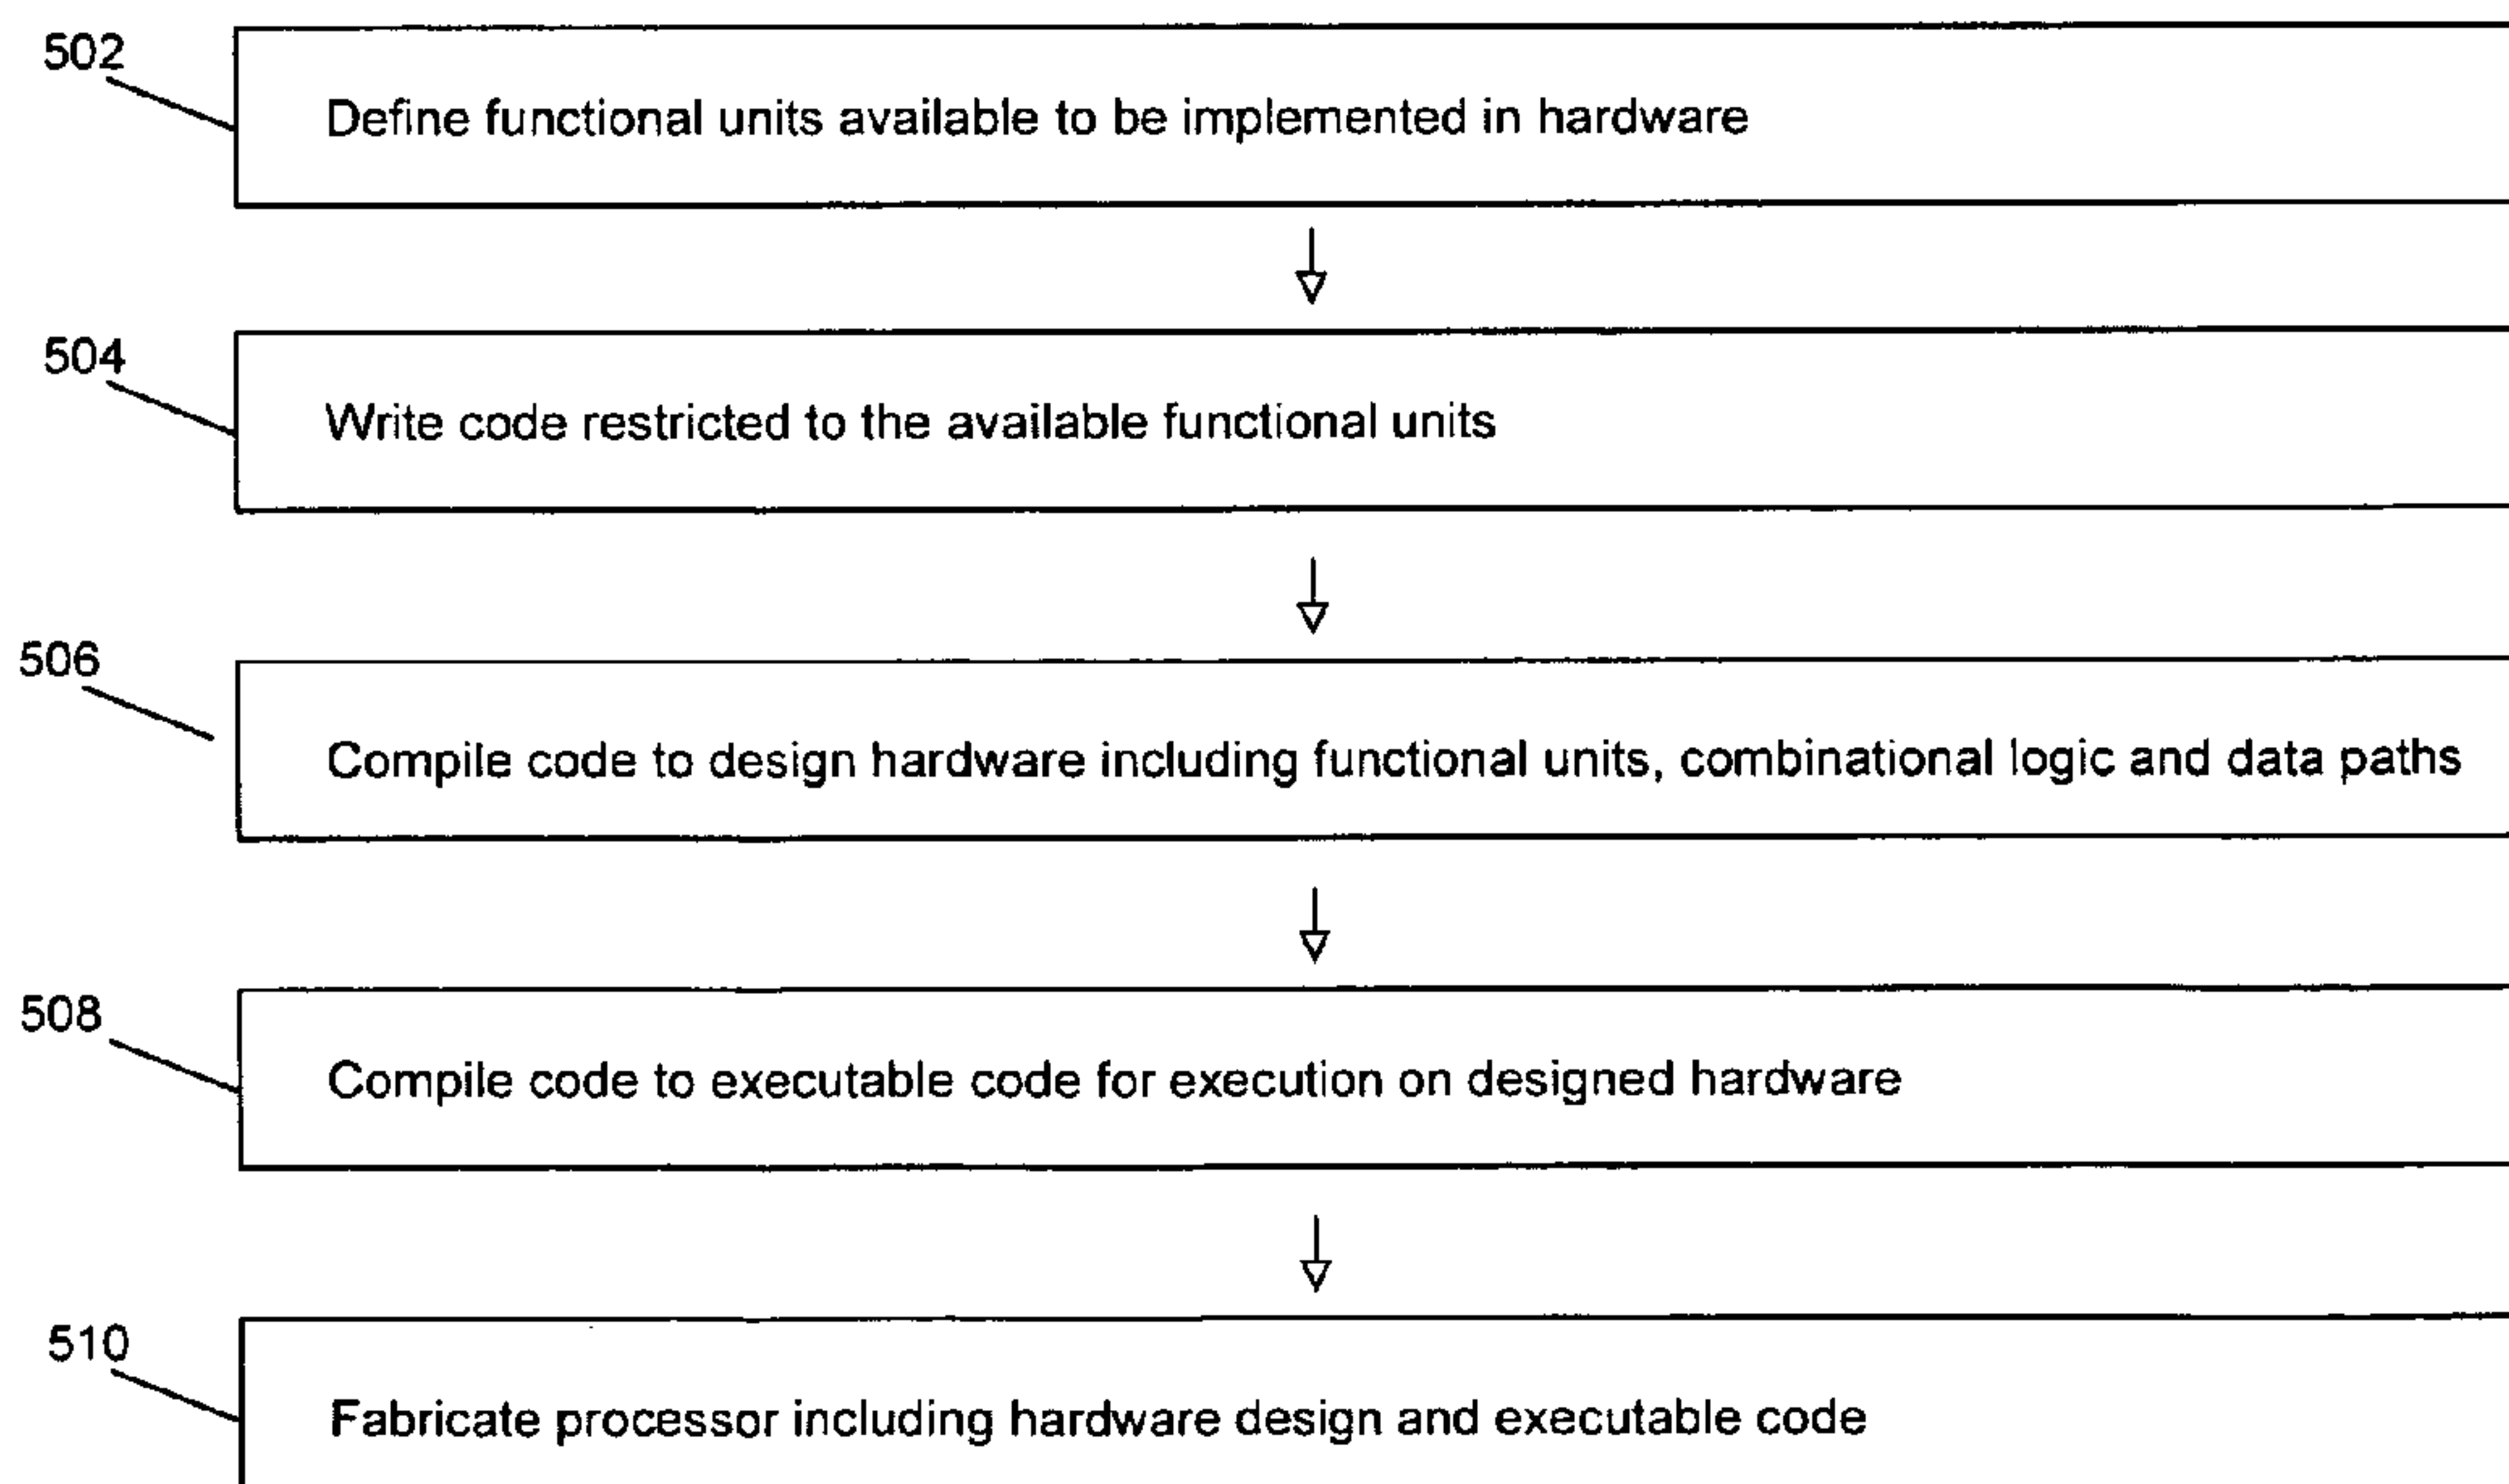 502
Define functional units available to be implemented in hardware
504
Write code restricted to the available functional units
506
Compile code to design hardware including functional units, combinational logic and data paths
508
Compile code to executable code for execution on designed hardware
510
Fabricate processor including hardware design and executable code